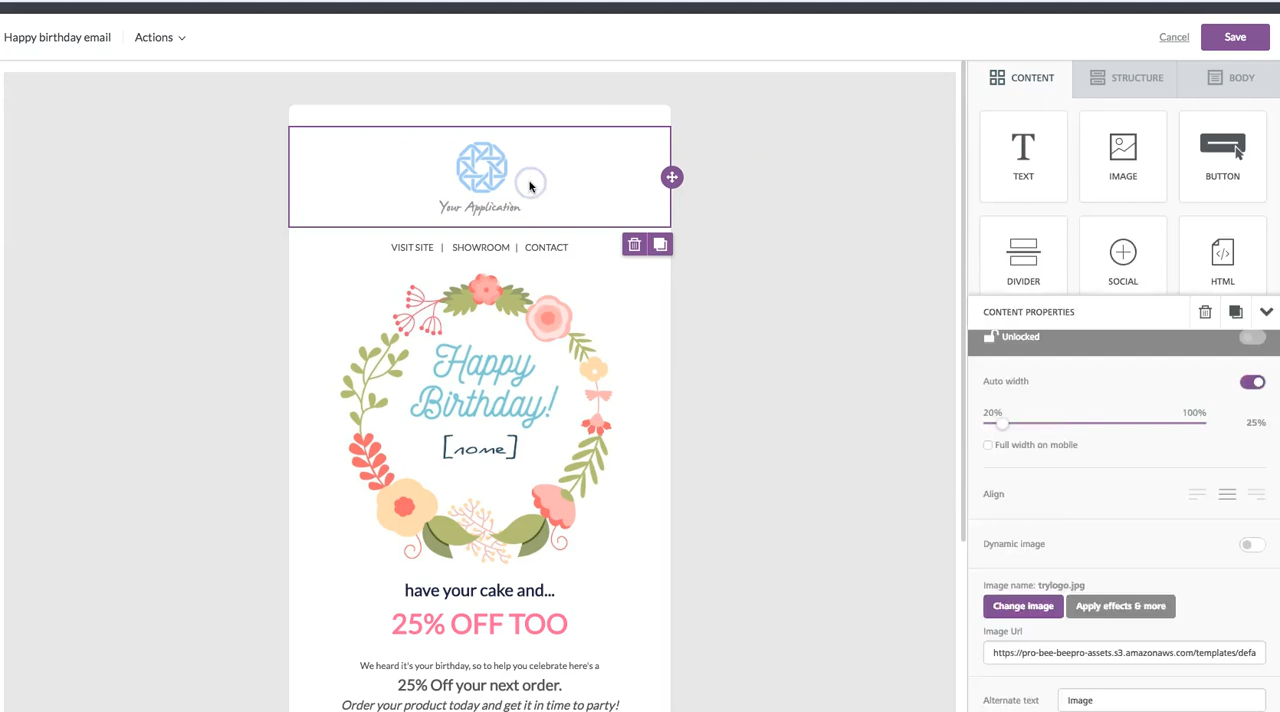 Happy birthday email
Actions
Cancel
Save
CONTENT
STRUCTURE
BODY
Your Application
TEXT
IMAGE
BUTTON
VISIT SITE | SHOWROOM | CONTACT
DIVIDER
SOCIAL
HTML
CONTENT PROPERTIES
Unlocked
Happy
Birthday!
[nome]
Auto width
20% 100%
25%
Full width on mobile
Align
Dynamic image
have your cake and...
25% OFF TOO
Image name: trylogo.jpg
Change image
Apply effects & more
Image Url
https://pro-bee-beepro-assets.s3.amazonaws.com/templates/defa
We heard it's your birthday, so to help you celebrate here's a
25% Off your next order.
Order your product today and get it in time to party!
Alternate text
Image